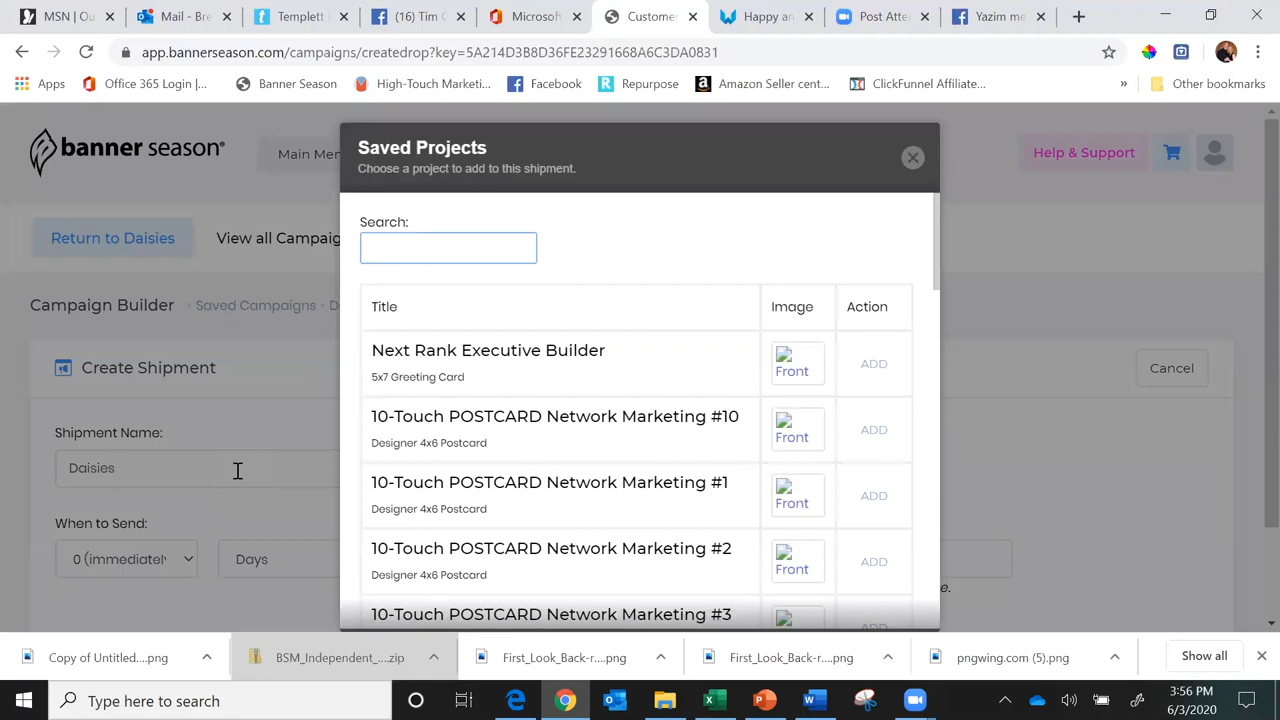 MSN | Ou
Mail - Bre
Templett
(16) Tim C
Microsoft
Customer
Happy an
Post Atte
Yazim me
app.bannerseason.com/campaigns/createdrop?key=5A214D3B8D36FE23291668A6C3DA0831
Apps
Office 365 Login |...
Banner Season
High-Touch Marketi...
Facebook
Repurpose
Amazon Seller cent...
ClickFunnel Affiliate...
»
Other bookmarks
banner season
Main Men
Help & Support
Saved Projects
Choose a project to add to this shipment.
Return to Daisies
View all Campaig
Search:
Campaign Builder
Saved Campaigns
Title
Image
Action
Create Shipment
Cancel
Next Rank Executive Builder
5x7 Greeting Card
Front
ADD
10-Touch POSTCARD Network Marketing #10
Designer 4x6 Postcard
Front
ADD
Shipment Name:
Daisies
10-Touch POSTCARD Network Marketing #1
Designer 4x6 Postcard
Front
ADD
When to Send:
0 (immediatel
Days
10-Touch POSTCARD Network Marketing #2
Designer 4x6 Postcard
Front
ADD
e.
10-Touch POSTCARD Network Marketing #3
ADD
Copy of Untitled....png
BSM_Independent_....zip
First_Look_Back-r....png
First_Look_Back-r....png
pngwing.com (5).png
Show all
Type here to search
3:56 PM
6/3/2020